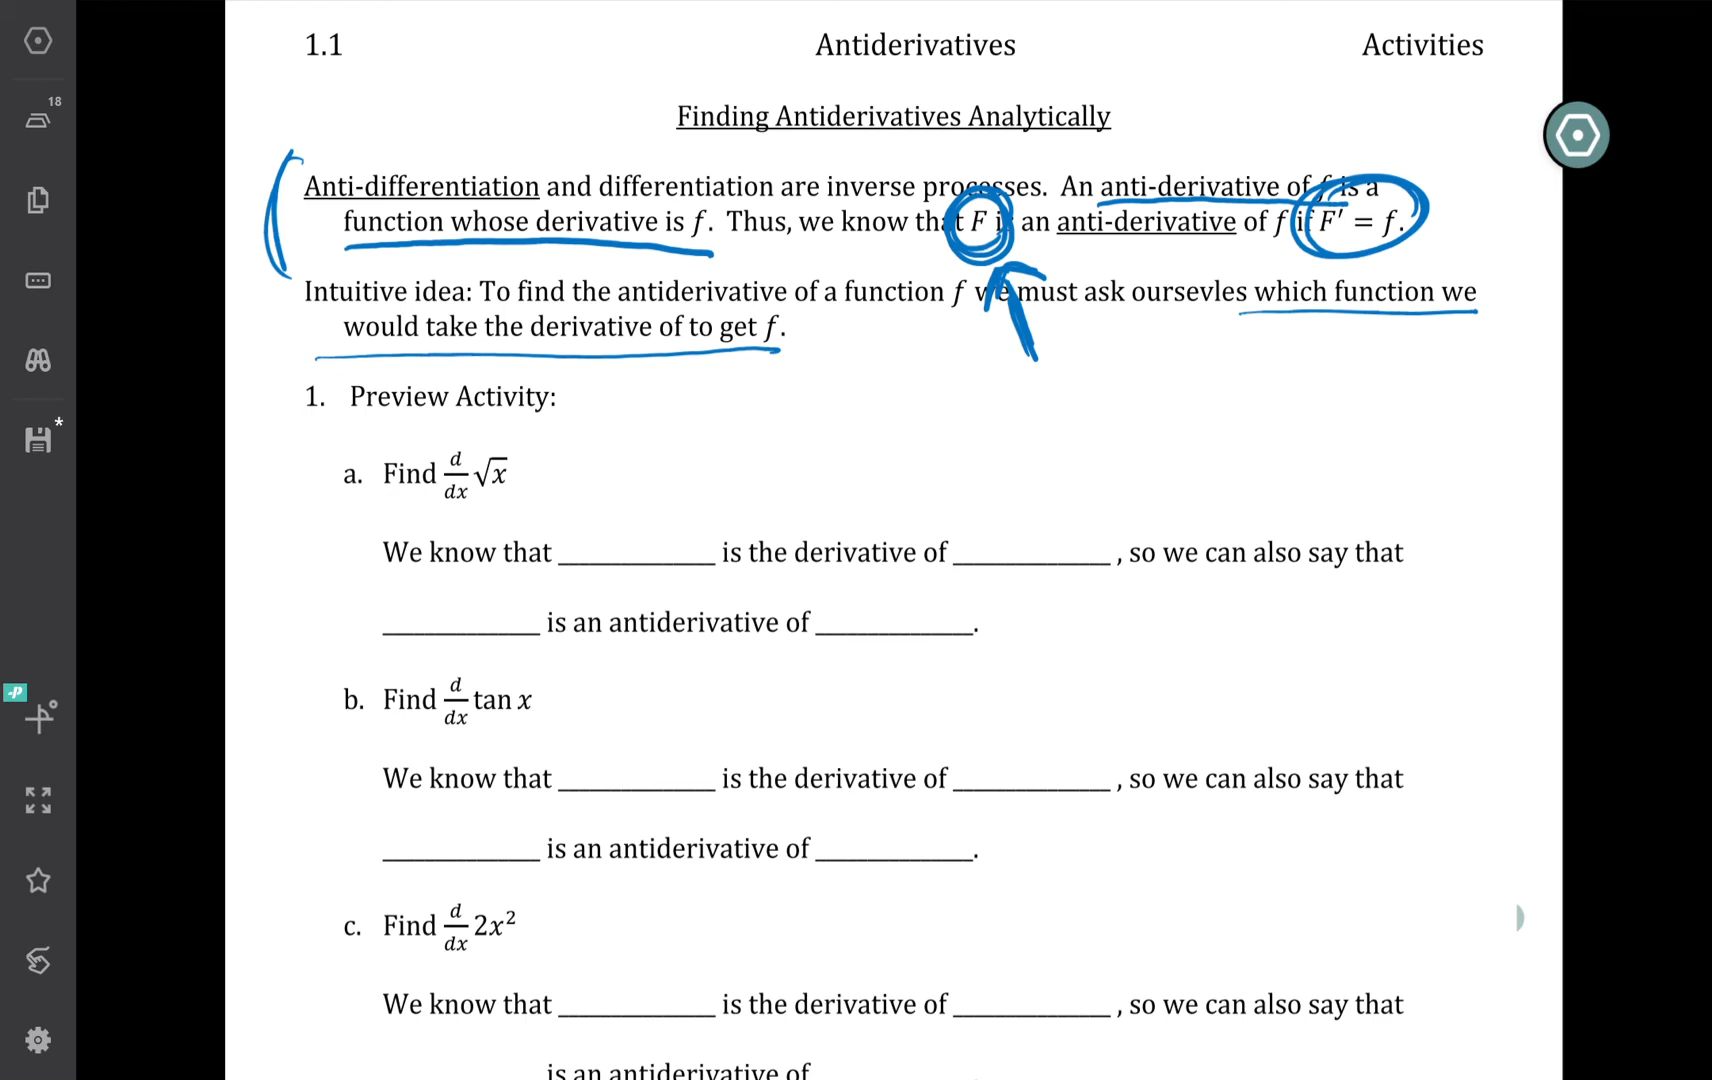 1.1 Antiderivatives Activities
Finding Antiderivatives Analytically
Anti-differentiation and differentiation are inverse processes. An anti-derivative of f is a
function whose derivative is f. Thus, we know that F is an anti-derivative of f if F′ = f.
Intuitive idea: To find the antiderivative of a function f we must ask oursevles which function we
would take the derivative of to get f.
1. Preview Activity:
a. Find d/dx √x
We know that ____________ is the derivative of ____________ , so we can also say that
____________ is an antiderivative of ____________.
b. Find d/dx tan x
We know that ____________ is the derivative of ____________ , so we can also say that
____________ is an antiderivative of ____________.
c. Find d/dx 2x²
We know that ____________ is the derivative of ____________ , so we can also say that
is an antiderivative of
18
*
P